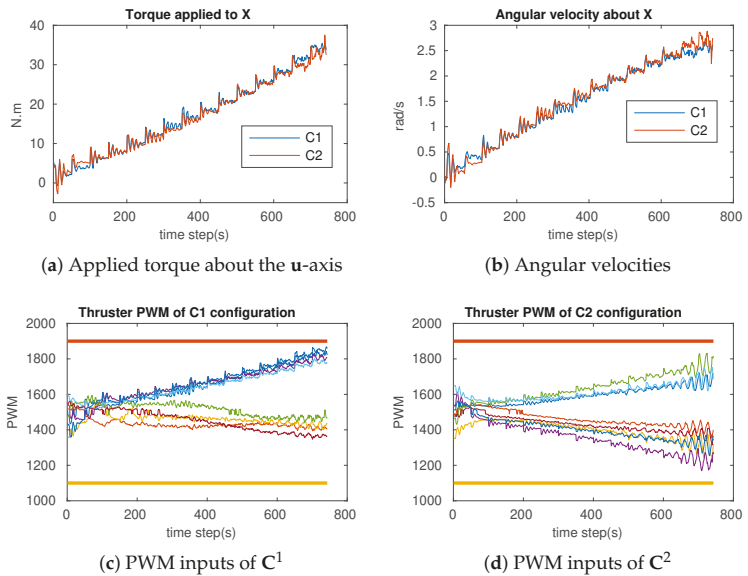 Torque applied to X
N.m
40
30
20
10
0
C1
C2
0
200
400
600
800
time step(s)
(a) Applied torque about the u-axis
Angular velocity about X
rad/s
3
2.5
2
1.5
1
0.5
0
-0.5
C1
C2
0
200
400
600
800
time step(s)
(b) Angular velocities
Thruster PWM of C1 configuration
PWM
2000
1800
1600
1400
1200
1000
0
200
400
600
800
time step(s)
(c) PWM inputs of C¹
Thruster PWM of C2 configuration
PWM
2000
1800
1600
1400
1200
1000
0
200
400
600
800
time step(s)
(d) PWM inputs of C²